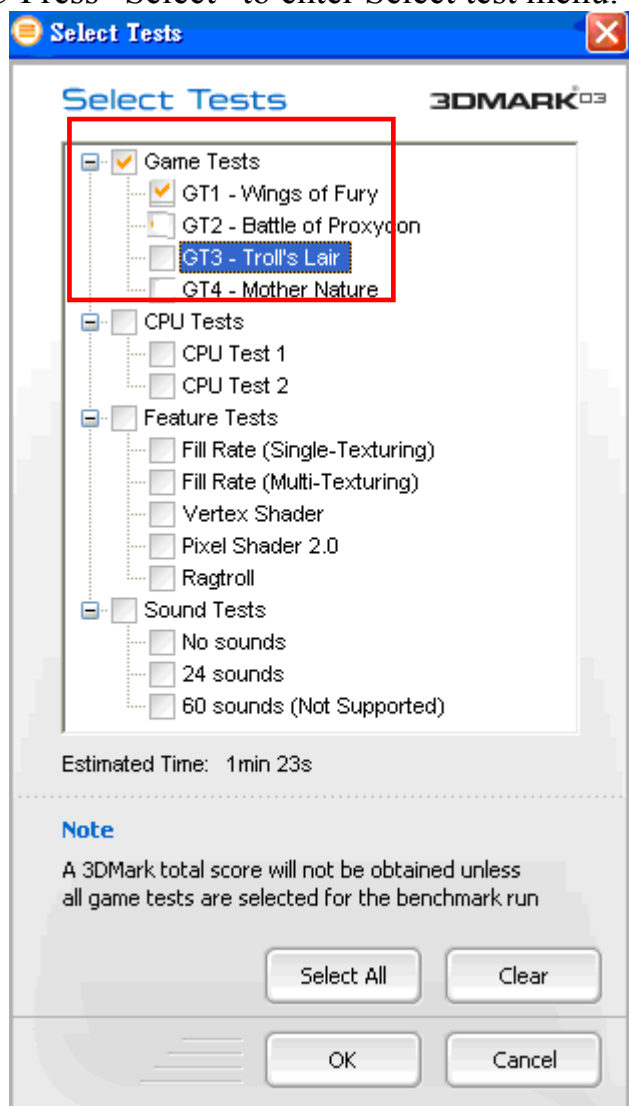 Press "Select" to enter Select test menu.
Select Tests
Select Tests 3DMARK03
Game Tests
GT1 - Wings of Fury
GT2 - Battle of Proxycon
GT3 - Troll's Lair
GT4 - Mother Nature
CPU Tests
CPU Test 1
CPU Test 2
Feature Tests
Fill Rate (Single-Texturing)
Fill Rate (Multi-Texturing)
Vertex Shader
Pixel Shader 2.0
Ragtroll
Sound Tests
No sounds
24 sounds
60 sounds (Not Supported)
Estimated Time: 1min 23s
Note
A 3DMark total score will not be obtained unless
all game tests are selected for the benchmark run
Select All Clear
OK Cancel